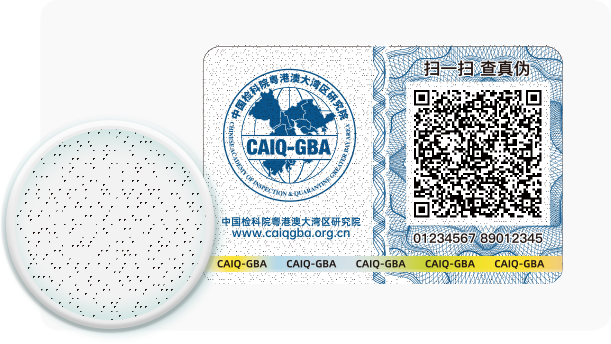 中国检科院粤港澳大湾区研究院
CAIQ-GBA
CHINESE ACADEMY OF INSPECTION & QUARANTINE GREATER BAY AREA
中国检科院粤港澳大湾区研究院
www.caiqgba.org.cn
扫一扫 查真伪
01234567 89012345
CAIQ-GBA CAIQ-GBA CAIQ-GBA CAIQ-GBA CAIQ-GBA